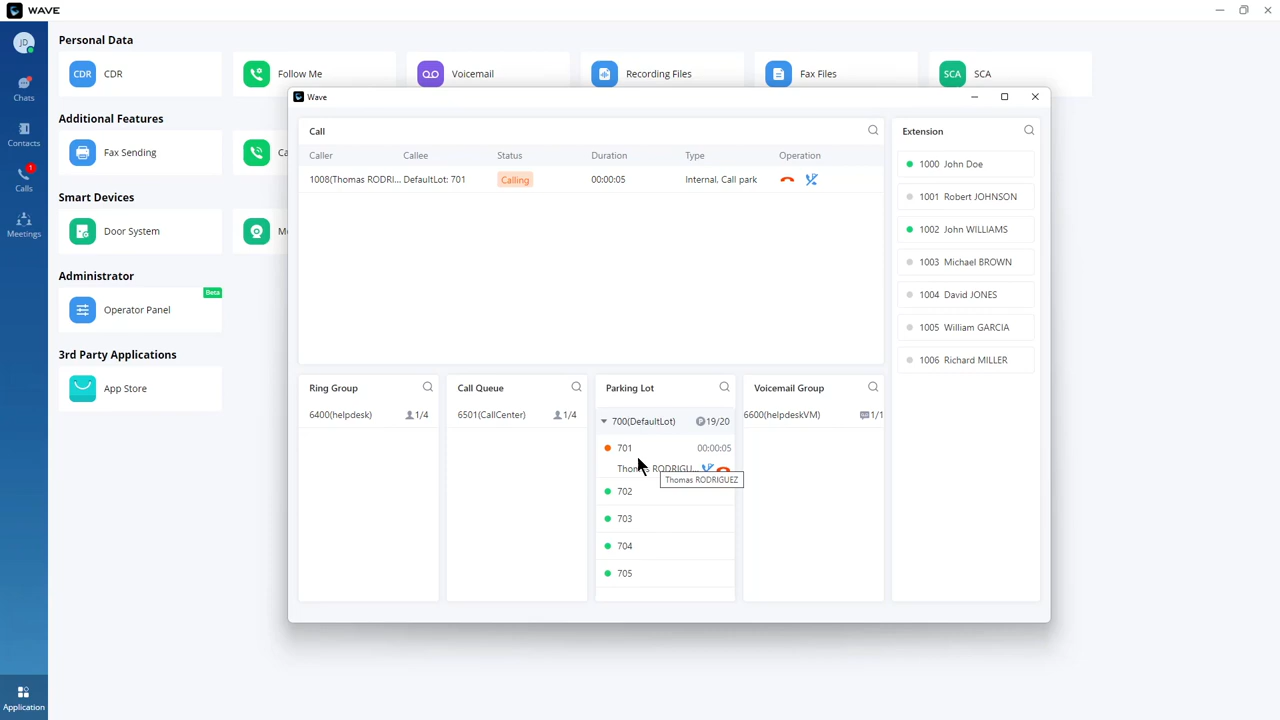 WAVE
JD
Chats
Contacts
1
Calls
Meetings
Application
Personal Data
CDR CDR
Follow Me
Voicemail
Recording Files
Fax Files
SCA SCA
Additional Features
Fax Sending
Ca
Smart Devices
Door System
Mo
Administrator
Beta
Operator Panel
3rd Party Applications
App Store
Wave
Call
Caller Callee Status Duration Type Operation
1008(Thomas RODRI... DefaultLot: 701 Calling 00:00:05 Internal, Call park
Ring Group
6400(helpdesk) 1/4
Call Queue
6501(CallCenter) 1/4
Parking Lot
700(DefaultLot) P 19/20
701 00:00:05
Thomas RODRIGU...
Thomas RODRIGUEZ
702
703
704
705
Voicemail Group
6600(helpdeskVM) 1/1
Extension
1000 John Doe
1001 Robert JOHNSON
1002 John WILLIAMS
1003 Michael BROWN
1004 David JONES
1005 William GARCIA
1006 Richard MILLER